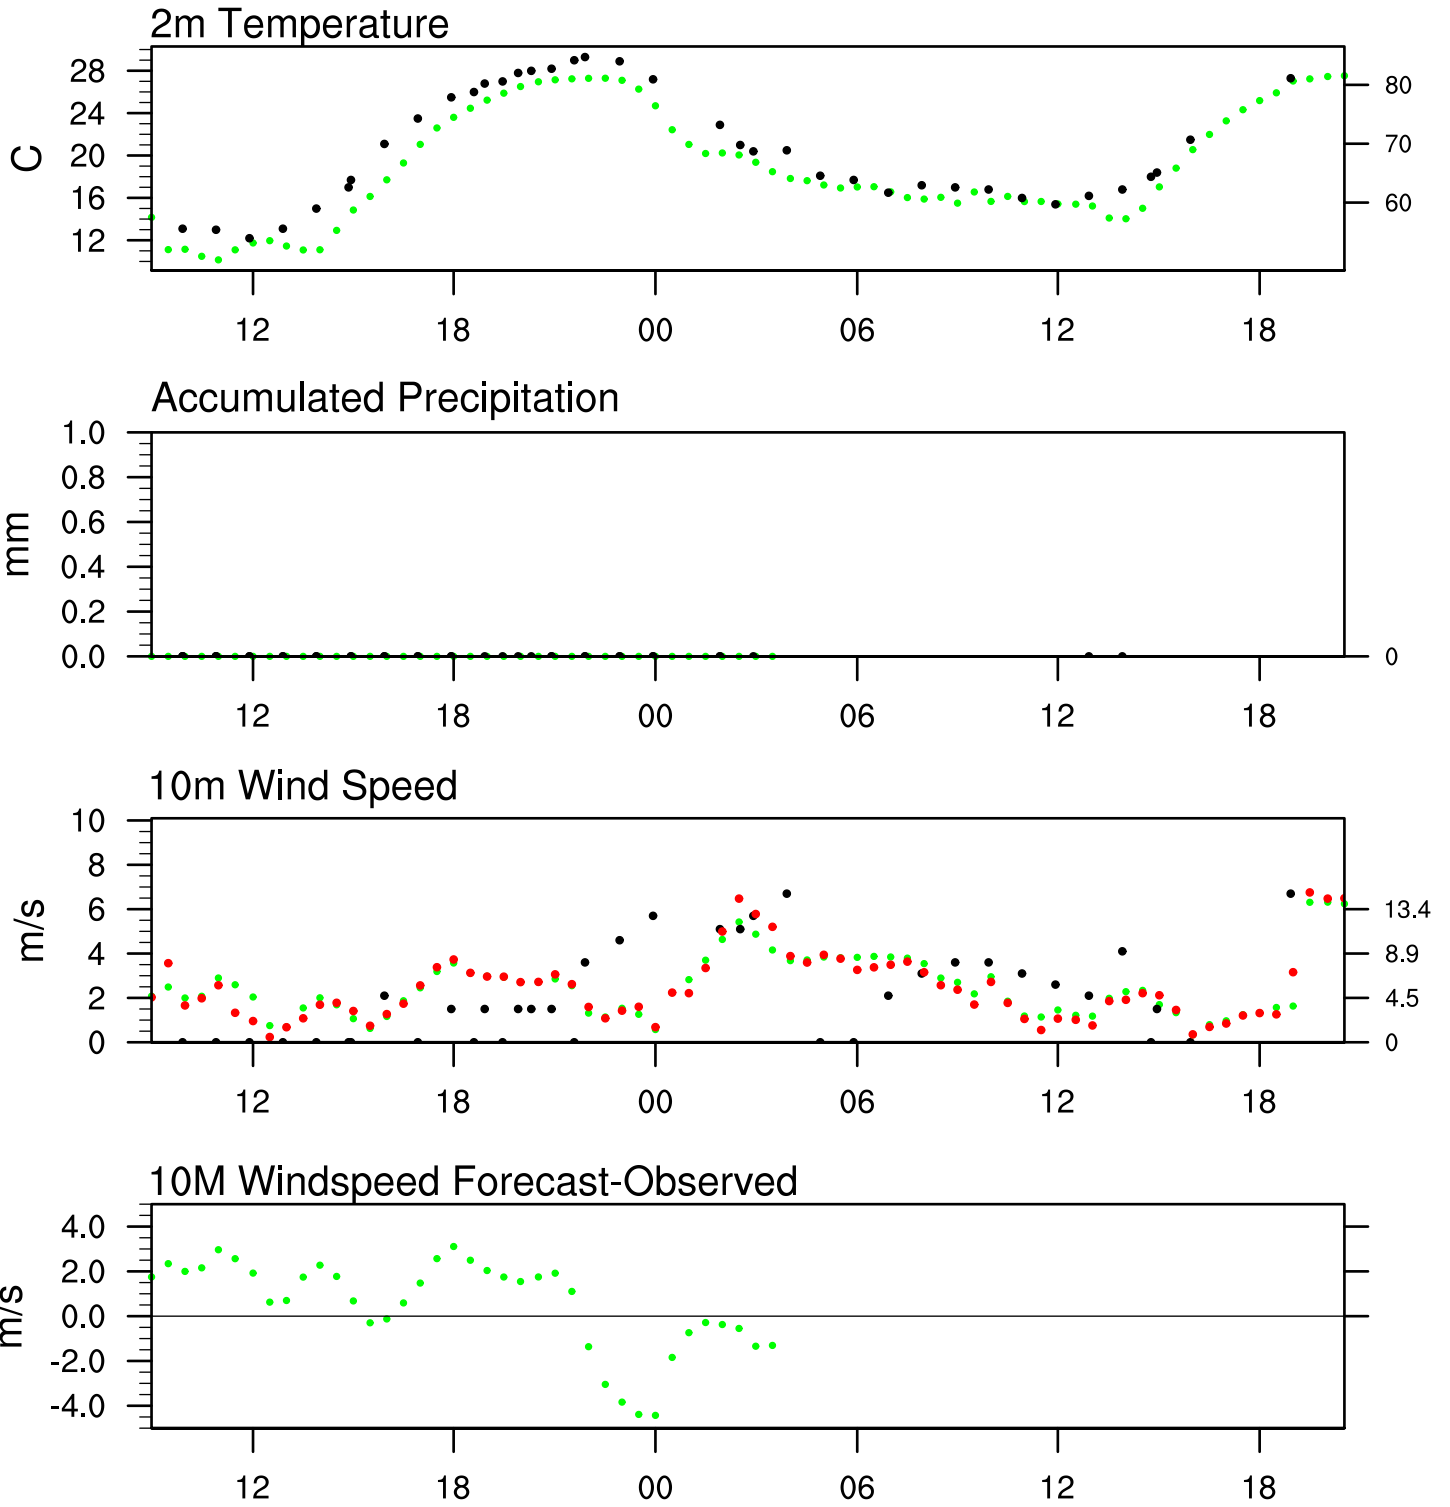 2m Temperature
28
24
20
16
12
C
80
70
60
12 18 00 06 12 18
Accumulated Precipitation
1.0
0.8
0.6
0.4
0.2
0.0
mm
0
12 18 00 06 12 18
10m Wind Speed
10
8
6
4
2
0
m/s
13.4
8.9
4.5
0
12 18 00 06 12 18
10M Windspeed Forecast-Observed
4.0
2.0
0.0
-2.0
-4.0
m/s
12 18 00 06 12 18